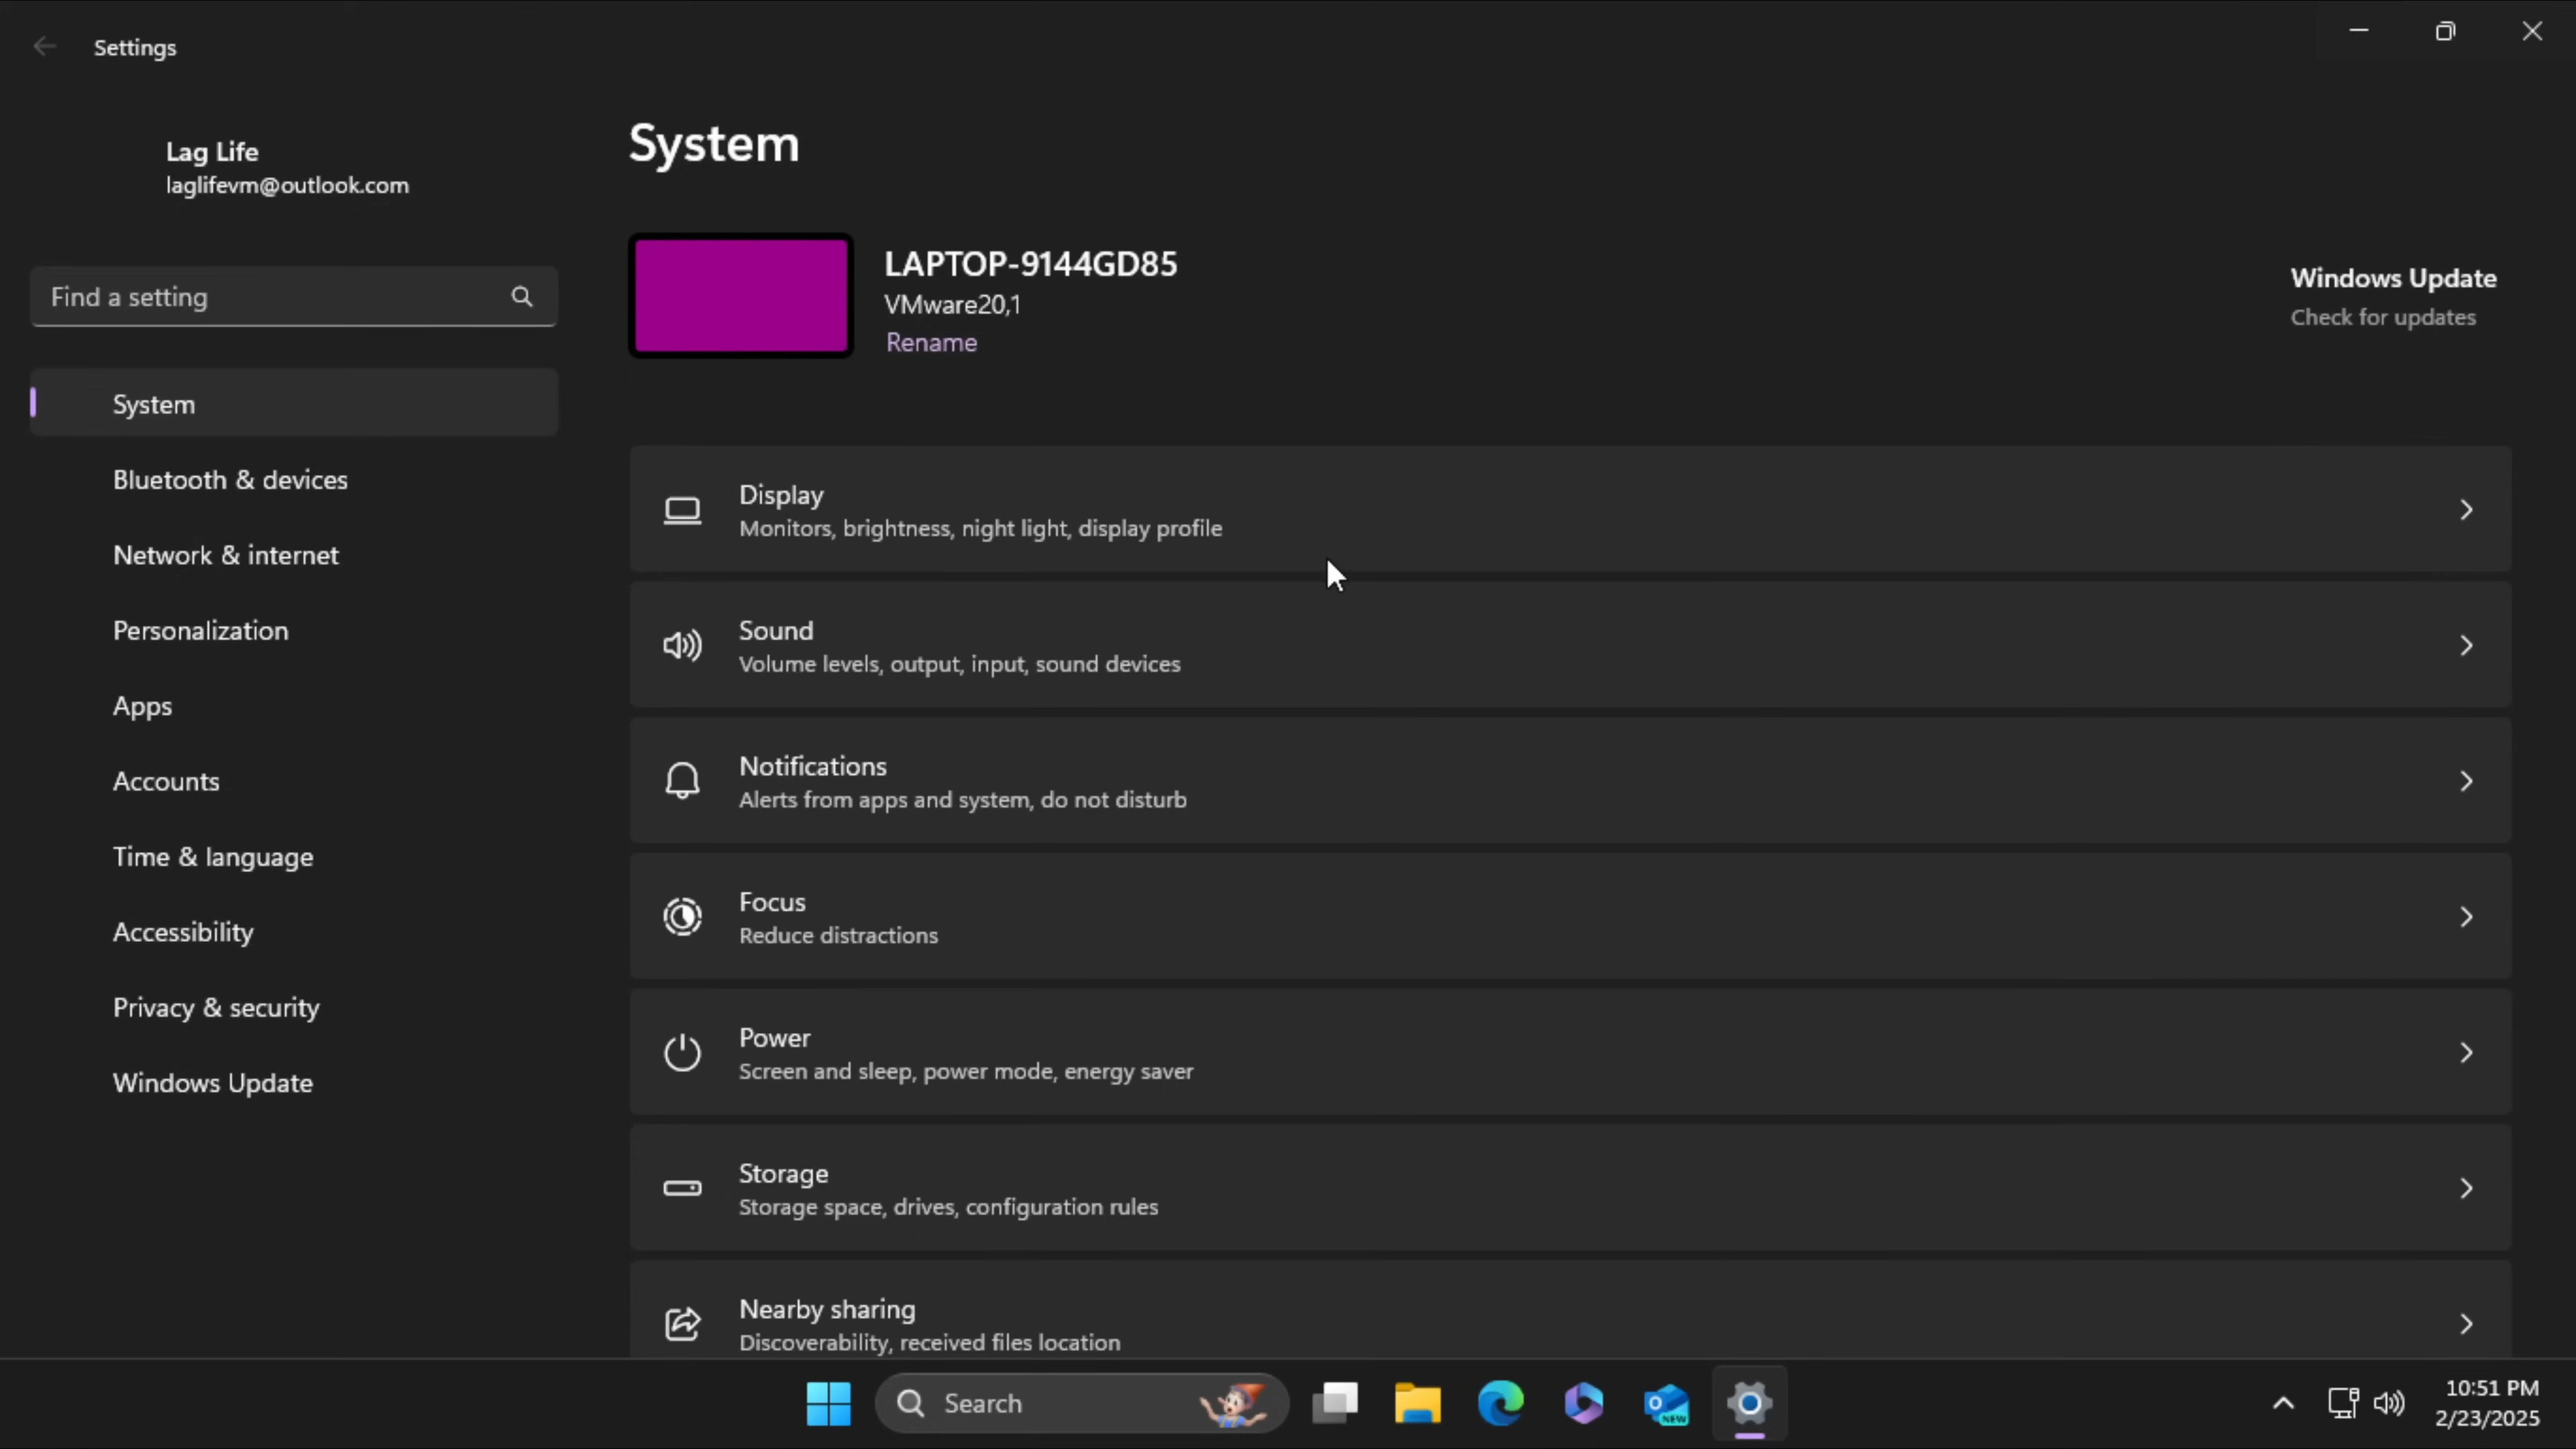 Settings
Lag Life
laglifevm@outlook.com
Find a setting
System
Bluetooth & devices
Network & internet
Personalization
Apps
Accounts
Time & language
Accessibility
Privacy & security
Windows Update
System
LAPTOP-9144GD85
VMware20,1
Rename
Windows Update
Check for updates
Display
Monitors, brightness, night light, display profile
Sound
Volume levels, output, input, sound devices
Notifications
Alerts from apps and system, do not disturb
Focus
Reduce distractions
Power
Screen and sleep, power mode, energy saver
Storage
Storage space, drives, configuration rules
Nearby sharing
Discoverability, received files location
Search
NEW
10:51 PM
2/23/2025